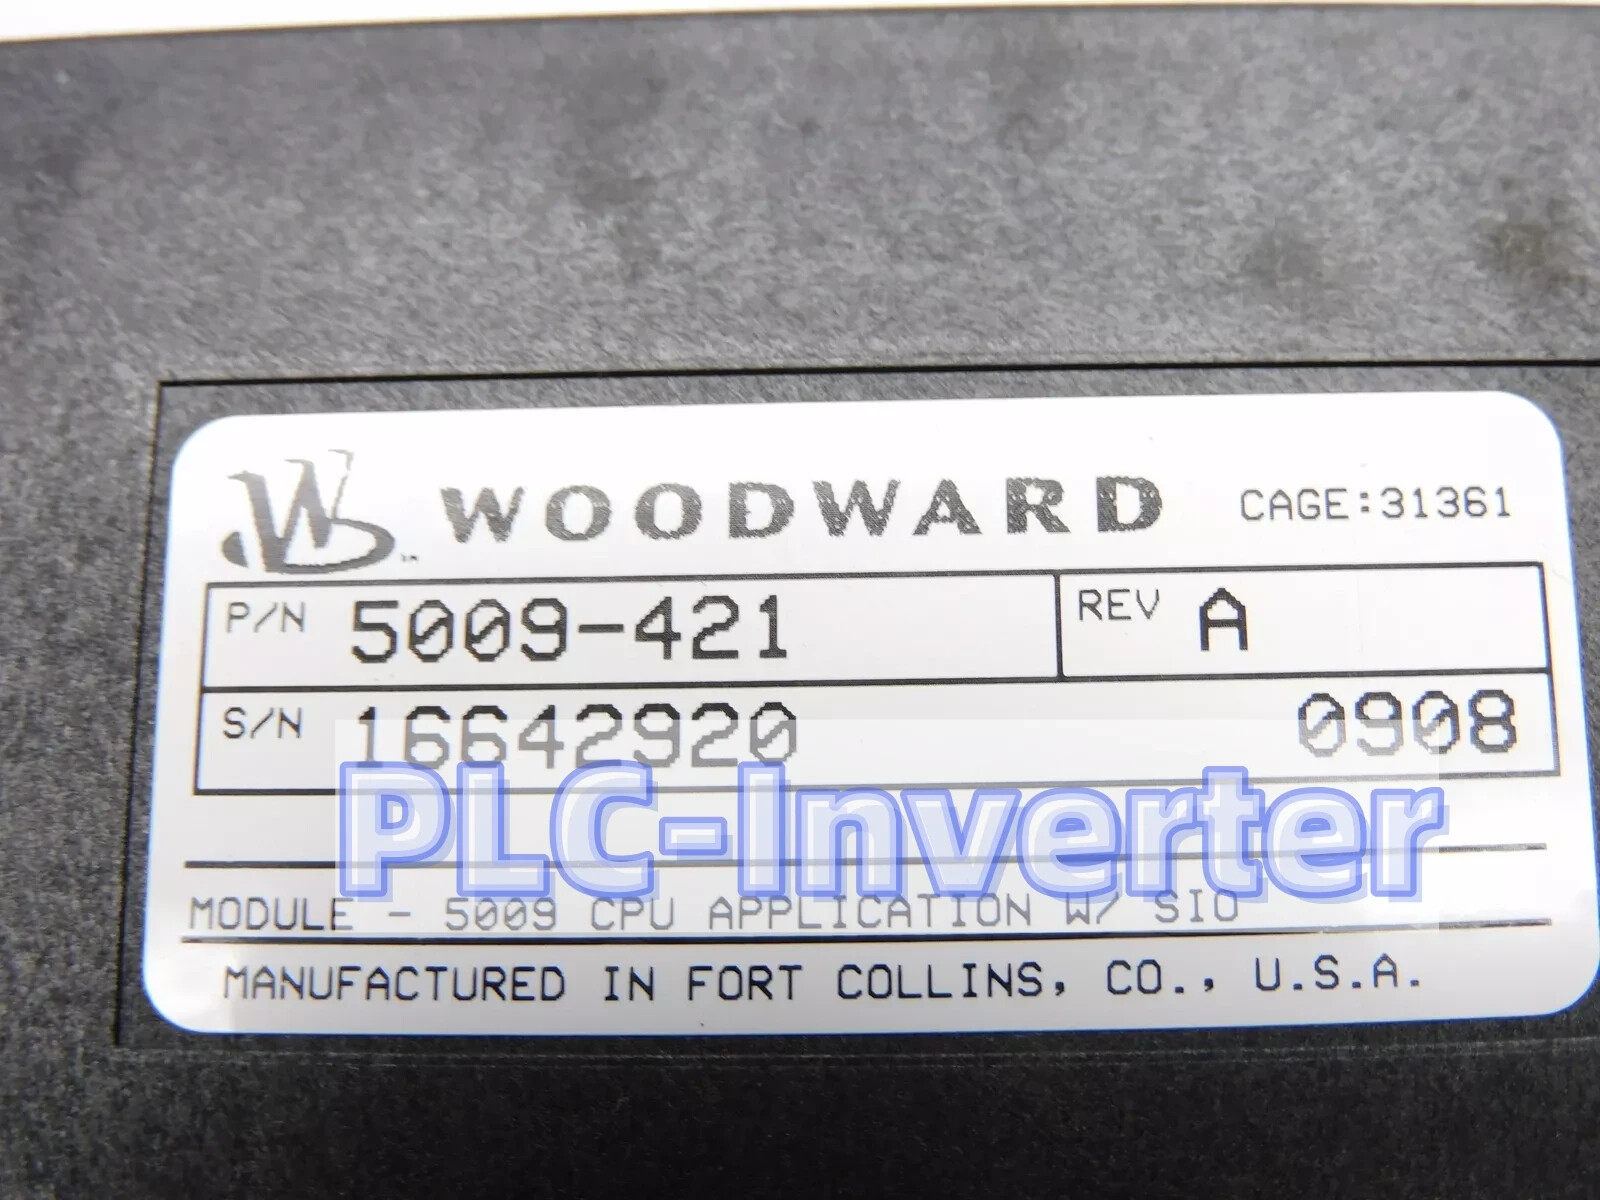 WOODWARD CAGE:31361
P/N 5009-421 REV A
S/N 16642920 0908
PLC-Inverter
MODULE - 5009 CPU APPLICATION W/ SIO
MANUFACTURED IN FORT COLLINS, CO., U.S.A.